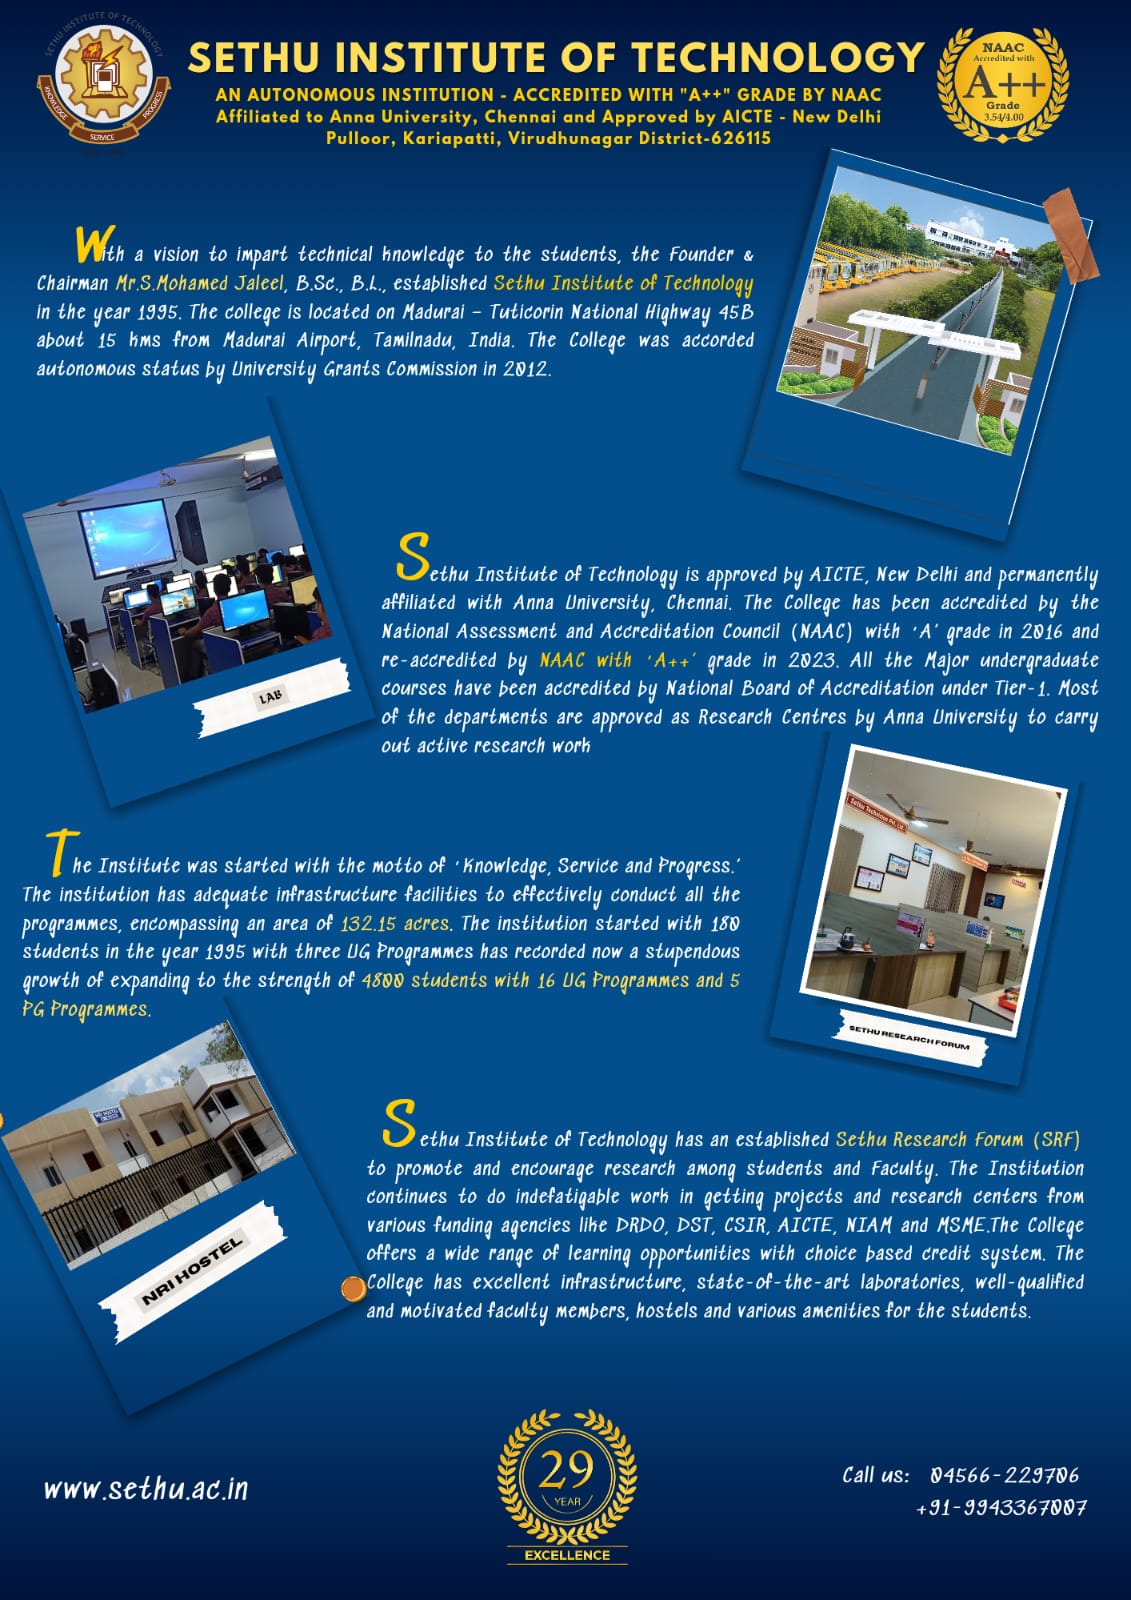 SETHU INSTITUTE OF TECHNOLOGY
KNOWLEDGE
SERVICE
PROGRESS
SETHU INSTITUTE OF TECHNOLOGY
AN AUTONOMOUS INSTITUTION - ACCREDITED WITH "A++" GRADE BY NAAC
Affiliated to Anna University, Chennai and Approved by AICTE - New Delhi
Pulloor, Kariapatti, Virudhunagar District-626115
NAAC
Accredited with
A++
Grade
3.54/4.00
With a vision to impart technical knowledge to the students, the Founder &
Chairman Mr.S.Mohamed Jaleel, B.Sc., B.L., established Sethu Institute of Technology
in the year 1995. The college is located on Madurai – Tuticorin National Highway 45B
about 15 kms from Madurai Airport, Tamilnadu, India. The College was accorded
autonomous status by University Grants Commission in 2012.
LAB
Sethu Institute of Technology is approved by AICTE, New Delhi and permanently
affiliated with Anna University, Chennai. The College has been accredited by the
National Assessment and Accreditation Council (NAAC) with ‘A’ grade in 2016 and
re-accredited by NAAC with ‘A++’ grade in 2023. All the Major undergraduate
courses have been accredited by National Board of Accreditation under Tier-1. Most
of the departments are approved as Research Centres by Anna University to carry
out active research work
The Institute was started with the motto of ‘Knowledge, Service and Progress.’
The institution has adequate infrastructure facilities to effectively conduct all the
programmes, encompassing an area of 132.15 acres. The institution started with 180
students in the year 1995 with three UG Programmes has recorded now a stupendous
growth of expanding to the strength of 4800 students with 16 UG Programmes and 5
PG Programmes.
SETHU RESEARCH FORUM
NRI HOSTEL
Sethu Institute of Technology has an established Sethu Research Forum (SRF)
to promote and encourage research among students and Faculty. The Institution
continues to do indefatigable work in getting projects and research centers from
various funding agencies like DRDO, DST, CSIR, AICTE, NIAM and MSME.The College
offers a wide range of learning opportunities with choice based credit system. The
College has excellent infrastructure, state-of-the-art laboratories, well-qualified
and motivated faculty members, hostels and various amenities for the students.
www.sethu.ac.in
29
YEAR
EXCELLENCE
Call us: 04566-229706
+91-9943367007